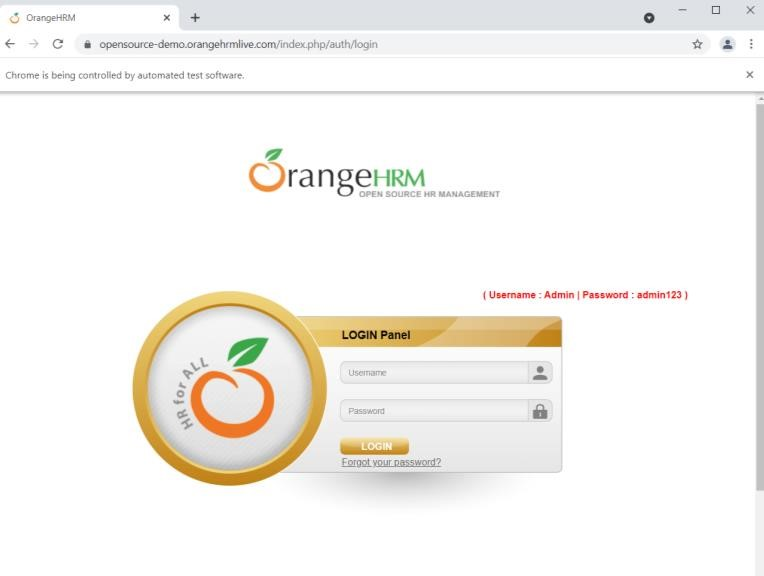 OrangeHRM
opensource-demo.orangehrmlive.com/index.php/auth/login
Chrome is being controlled by automated test software.
OrangeHRM
OPEN SOURCE HR MANAGEMENT
( Username : Admin | Password : admin123 )
LOGIN Panel
HR for ALL
Username
Password
LOGIN
Forgot your password?